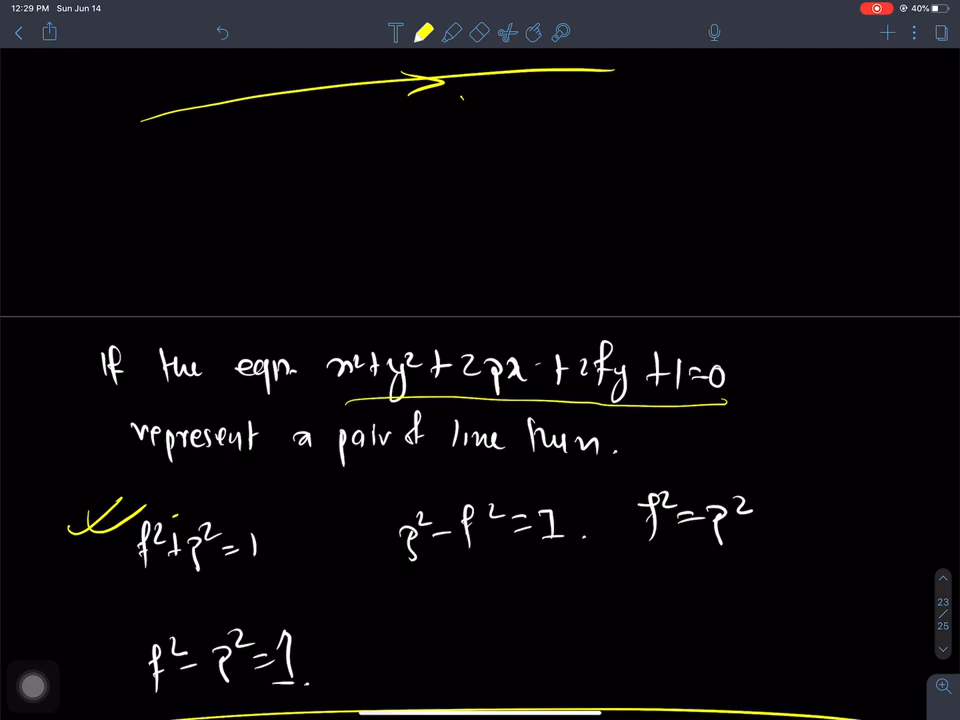 12:29 PM Sun Jun 14
40%
T
If the eqn. x²+y²+2px+2fy+1=0
represent a pair of line then.
f²+p²=1 p²-f²=1. f²=p²
f²-p²=1.
23
/
25